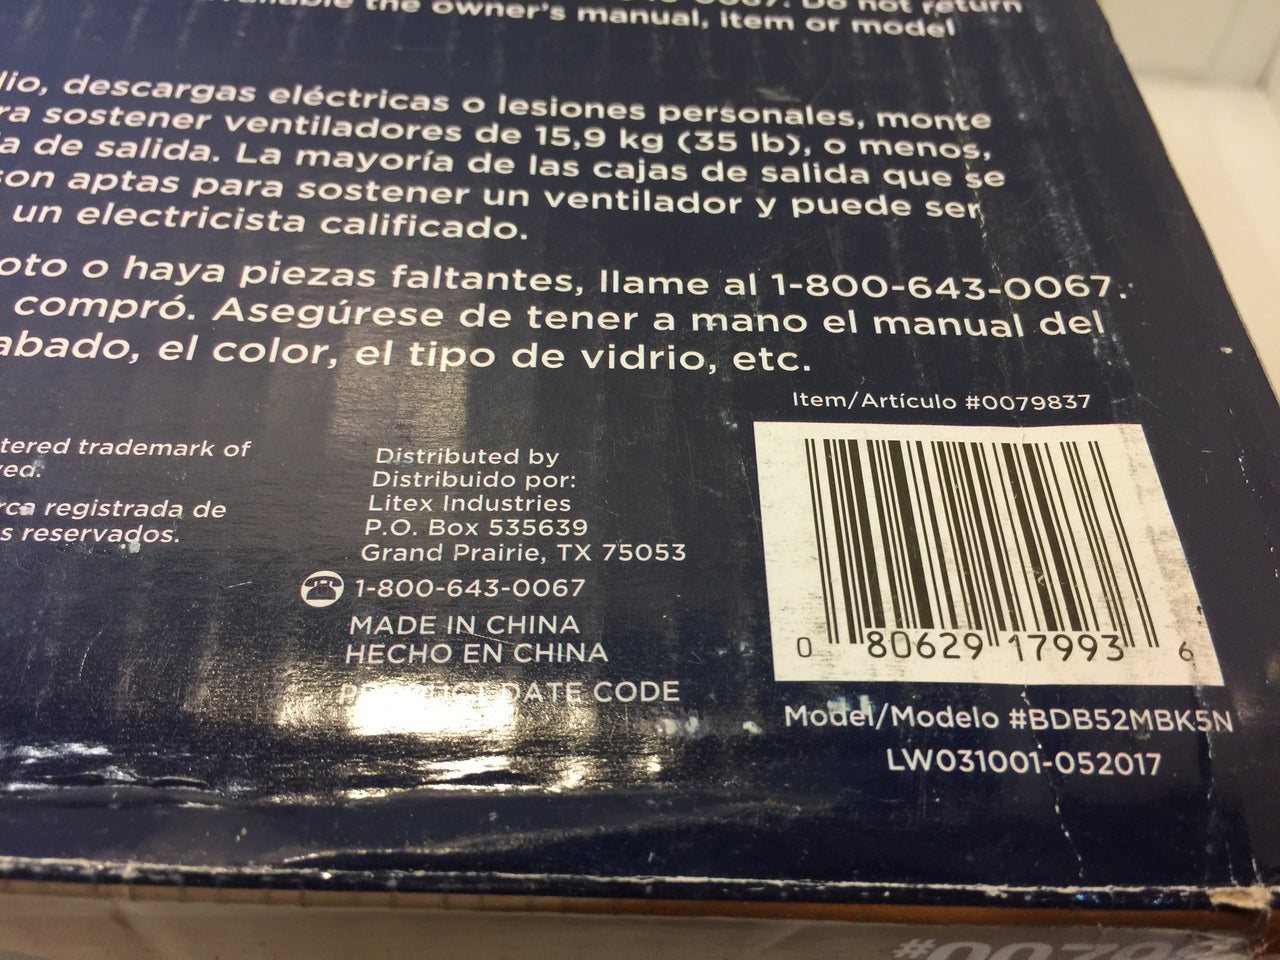 the owner's manual, item or model
descargas eléctricas o lesiones personales, monte
sostener ventiladores de 15,9 kg (35 lb), o menos,
de salida. La mayoría de las cajas de salida que se
aptas para sostener un ventilador y puede ser
un electricista calificado.
o haya piezas faltantes, llame al 1-800-643-0067.
compró. Asegúrese de tener a mano el manual del
el color, el tipo de vidrio, etc.
Item/Artículo #0079837
trademark of
registrada de
reservados.
Distributed by
Distribuido por:
Litex Industries
P.O. Box 535639
Grand Prairie, TX 75053
1-800-643-0067
MADE IN CHINA
HECHO EN CHINA
PRODUCT DATE CODE
0 80629 17993 6
Model/Modelo #BDB52MBK5N
LW031001-052017